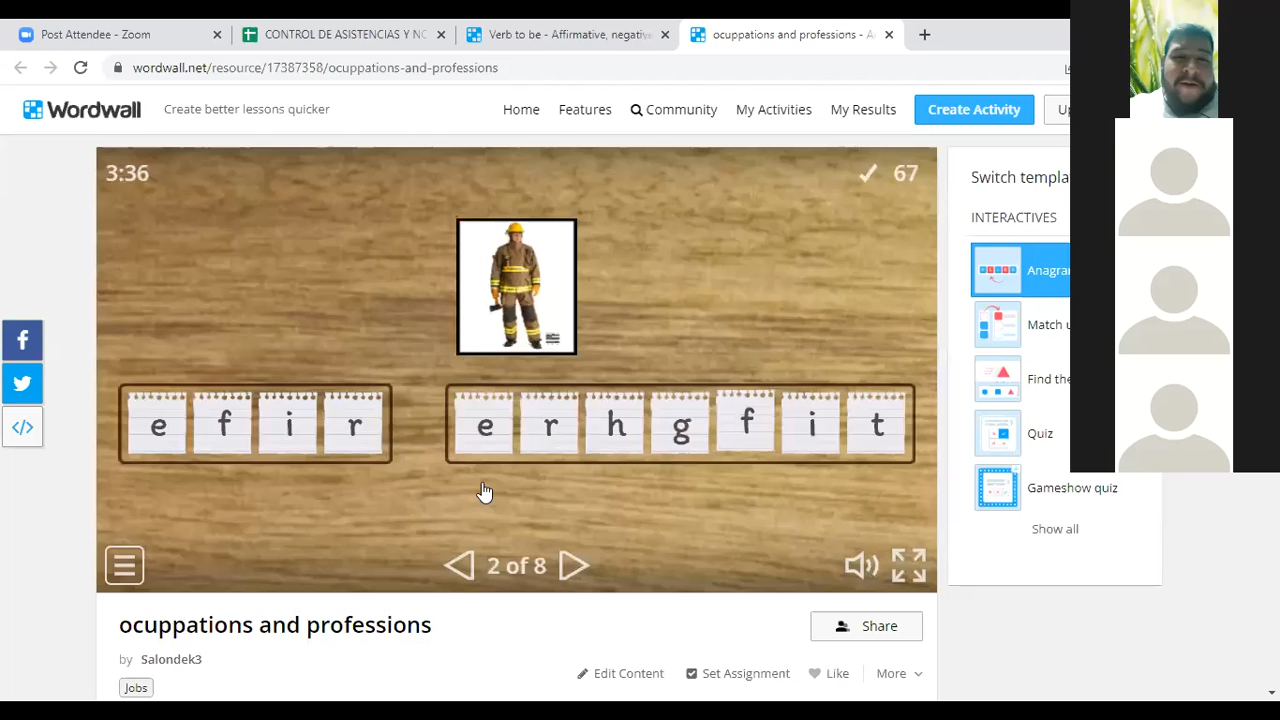 Post Attendee - Zoom
CONTROL DE ASISTENCIAS Y NO
Verb to be - Affirmative, negativ
ocuppations and professions - A
wordwall.net/resource/17387358/ocuppations-and-professions
Wordwall
Create better lessons quicker
Home
Features
Community
My Activities
My Results
Create Activity
Up
3:36
67
Switch templa
INTERACTIVES
Anagra
Match u
Find the
Quiz
Gameshow quiz
Show all
e f i r
e r h g f i t
2 of 8
ocuppations and professions
Share
by Salondek3
Edit Content
Set Assignment
Like
More
Jobs